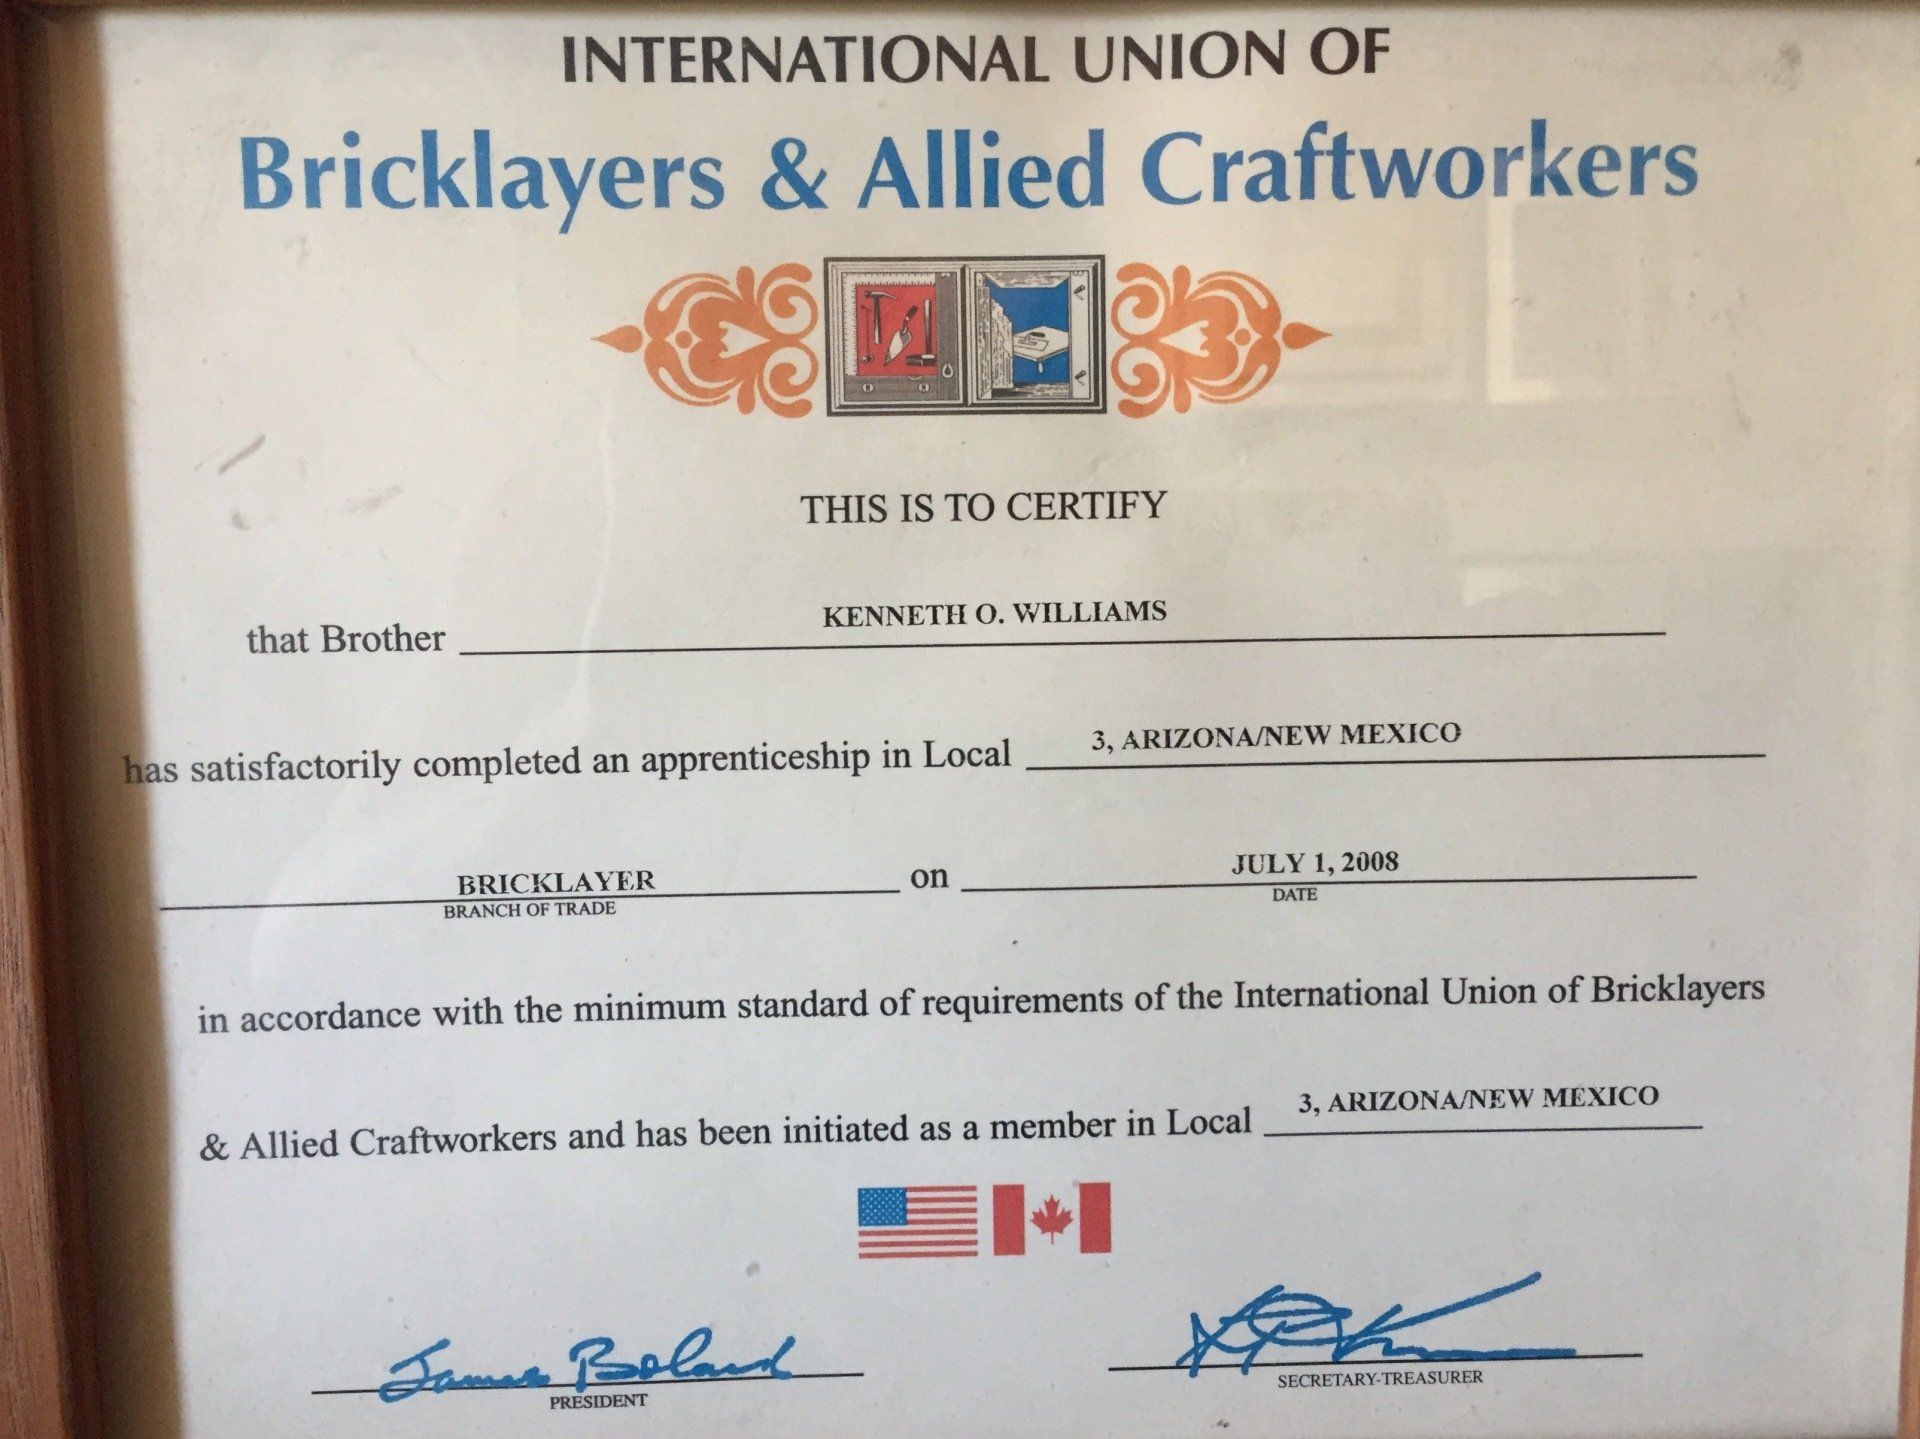 INTERNATIONAL UNION OF
Bricklayers & Allied Craftworkers
THIS IS TO CERTIFY
that Brother KENNETH O. WILLIAMS
has satisfactorily completed an apprenticeship in Local 3, ARIZONA/NEW MEXICO
BRICKLAYER on JULY 1, 2008
BRANCH OF TRADE DATE
in accordance with the minimum standard of requirements of the International Union of Bricklayers
& Allied Craftworkers and has been initiated as a member in Local 3, ARIZONA/NEW MEXICO
James Boland
PRESIDENT SECRETARY-TREASURER